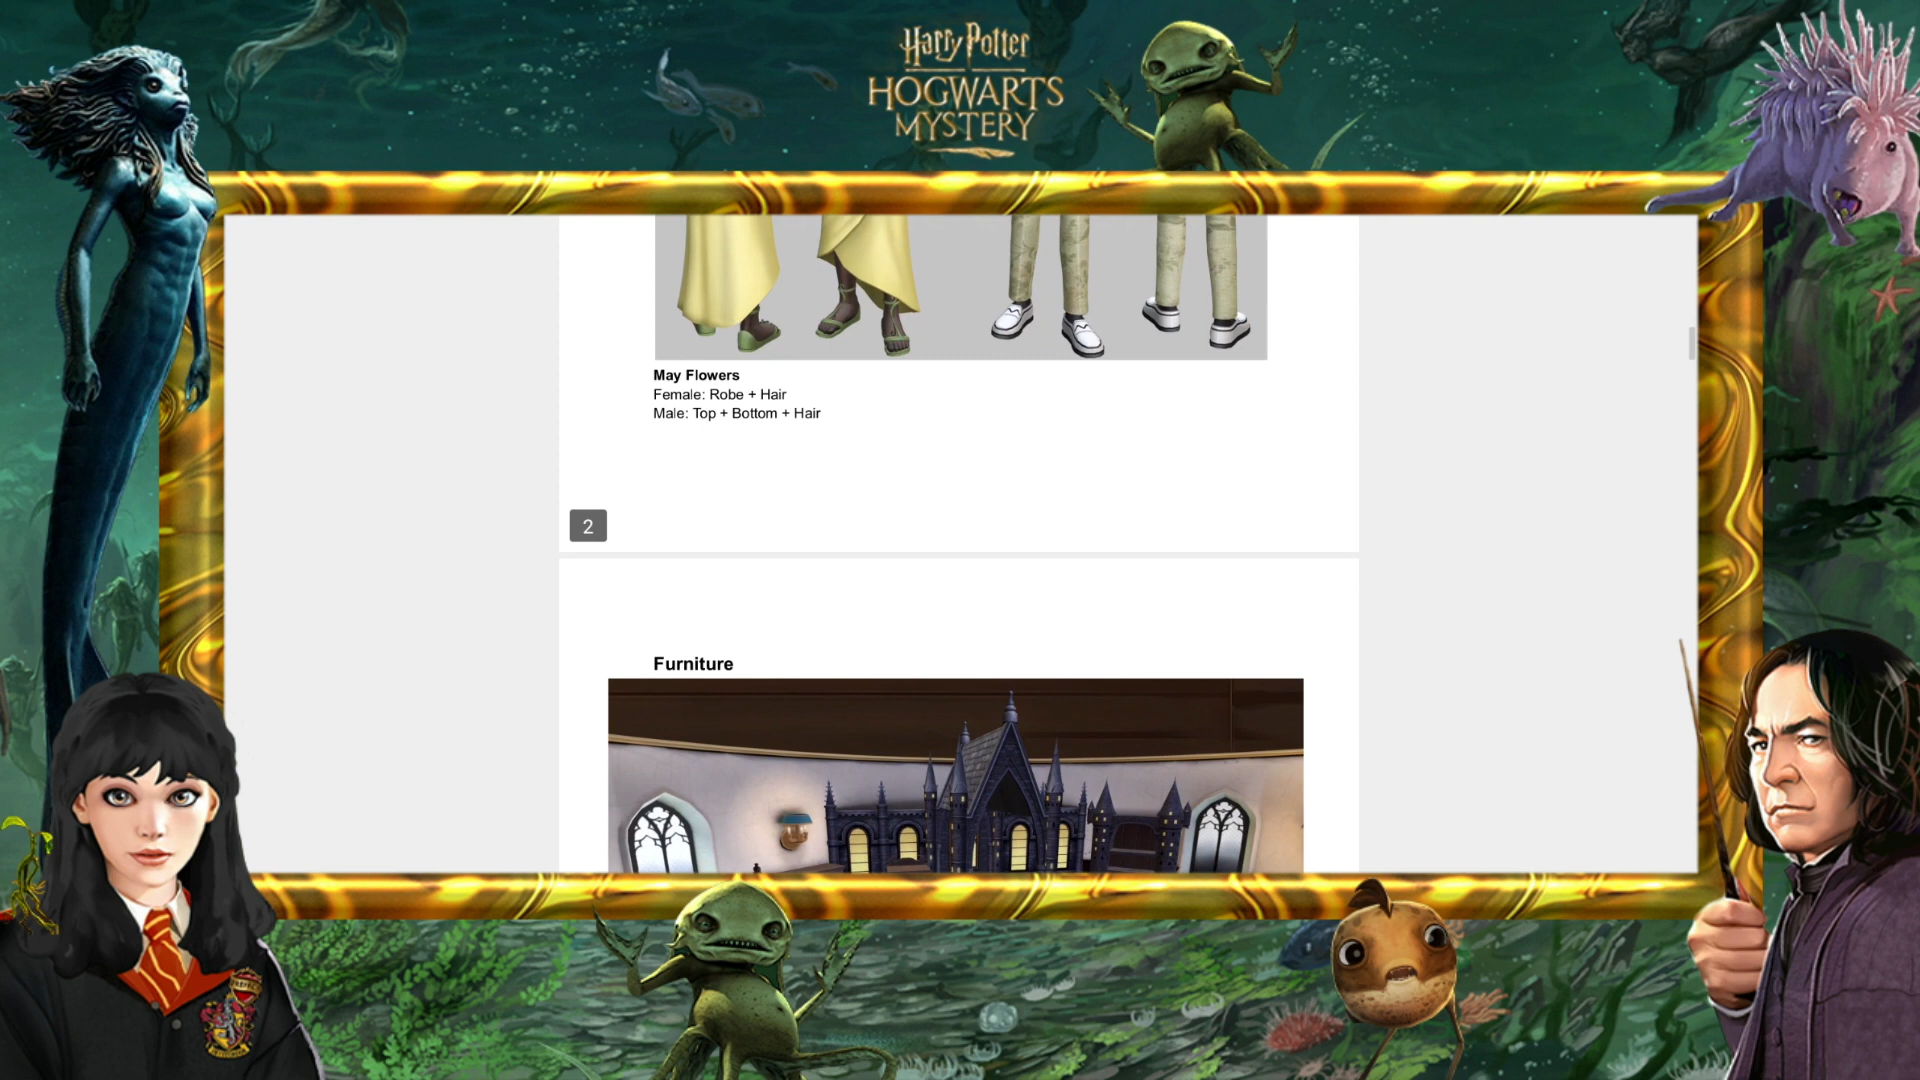 Harry Potter
HOGWARTS
MYSTERY
May Flowers
Female: Robe + Hair
Male: Top + Bottom + Hair
2
Furniture